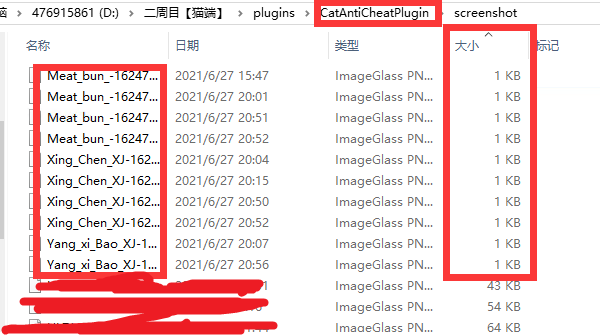 476915861 (D:) › 二周目【猫端】 › plugins › CatAntiCheatPlugin › screenshot
名称 日期 类型 大小 标记
Meat_bun_-16247... 2021/6/27 15:47 ImageGlass PN... 1 KB
Meat_bun_-16247... 2021/6/27 20:01 ImageGlass PN... 1 KB
Meat_bun_-16247... 2021/6/27 20:51 ImageGlass PN... 1 KB
Meat_bun_-16247... 2021/6/27 20:52 ImageGlass PN... 1 KB
Xing_Chen_XJ-162... 2021/6/27 20:04 ImageGlass PN... 1 KB
Xing_Chen_XJ-162... 2021/6/27 20:15 ImageGlass PN... 1 KB
Xing_Chen_XJ-162... 2021/6/27 20:50 ImageGlass PN... 1 KB
Xing_Chen_XJ-162... 2021/6/27 20:52 ImageGlass PN... 1 KB
Yang_xi_Bao_XJ-1... 2021/6/27 20:07 ImageGlass PN... 1 KB
Yang_xi_Bao_XJ-1... 2021/6/27 20:56 ImageGlass PN... 1 KB
ImageGlass PN... 43 KB
ImageGlass PN... 54 KB
ImageGlass PN... 64 KB